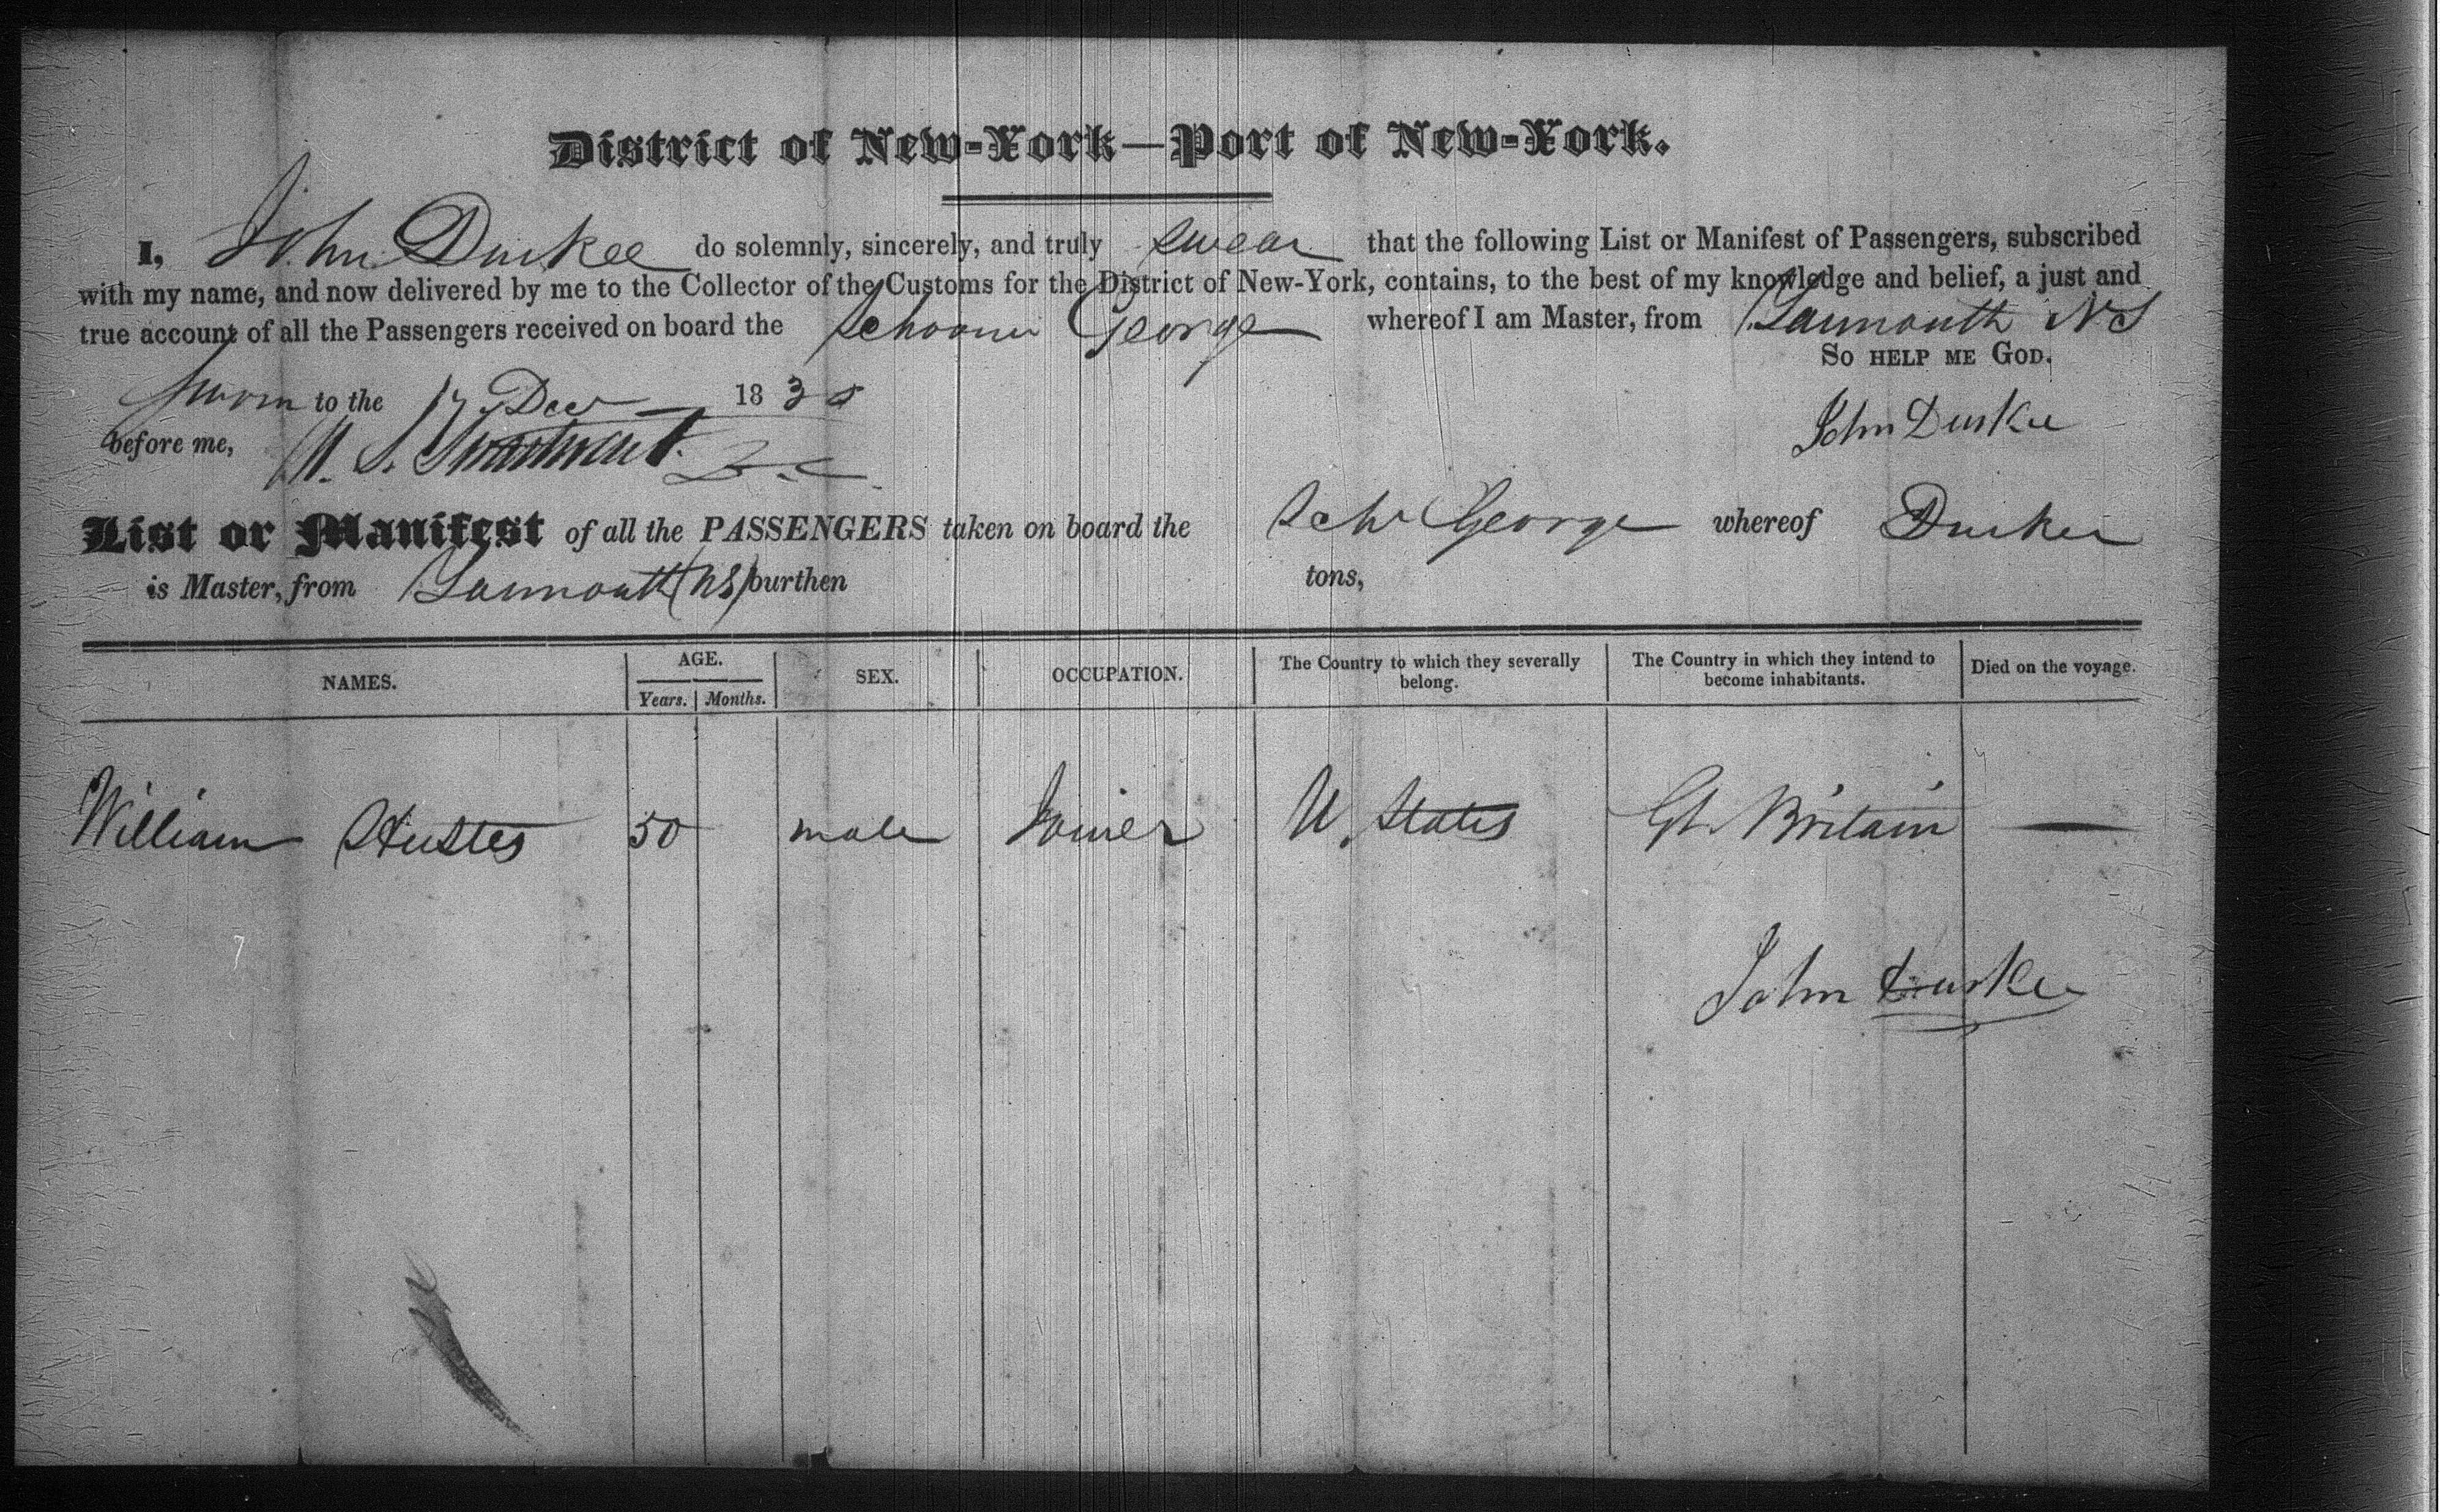 District of New-York—Port of New-York.
I, John Durkee do solemnly, sincerely, and truly swear that the following List or Manifest of Passengers, subscribed
with my name, and now delivered by me to the Collector of the Customs for the District of New-York, contains, to the best of my knowledge and belief, a just and
true account of all the Passengers received on board the Schooner George whereof I am Master, from Yarmouth NS
So help me God.
Sworn to the 17 Dec 183
before me,
John Durkee
List or Manifest of all the PASSENGERS taken on board the Schr George whereof Durkee
is Master, from Yarmouth (NS) burthen tons,
NAMES. AGE. SEX. OCCUPATION. The Country to which they severally belong. The Country in which they intend to become inhabitants. Died on the voyage.
Years. Months.
William 50 male Joiner U. States Gt. Britain —
John Durkee